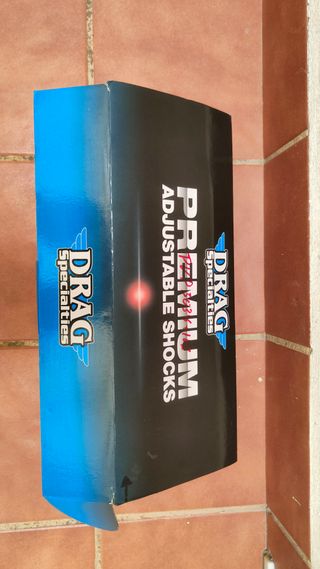 DRAG
Specialties
PREMIUM
ADJUSTABLE SHOCKS
DRAG
Specialties